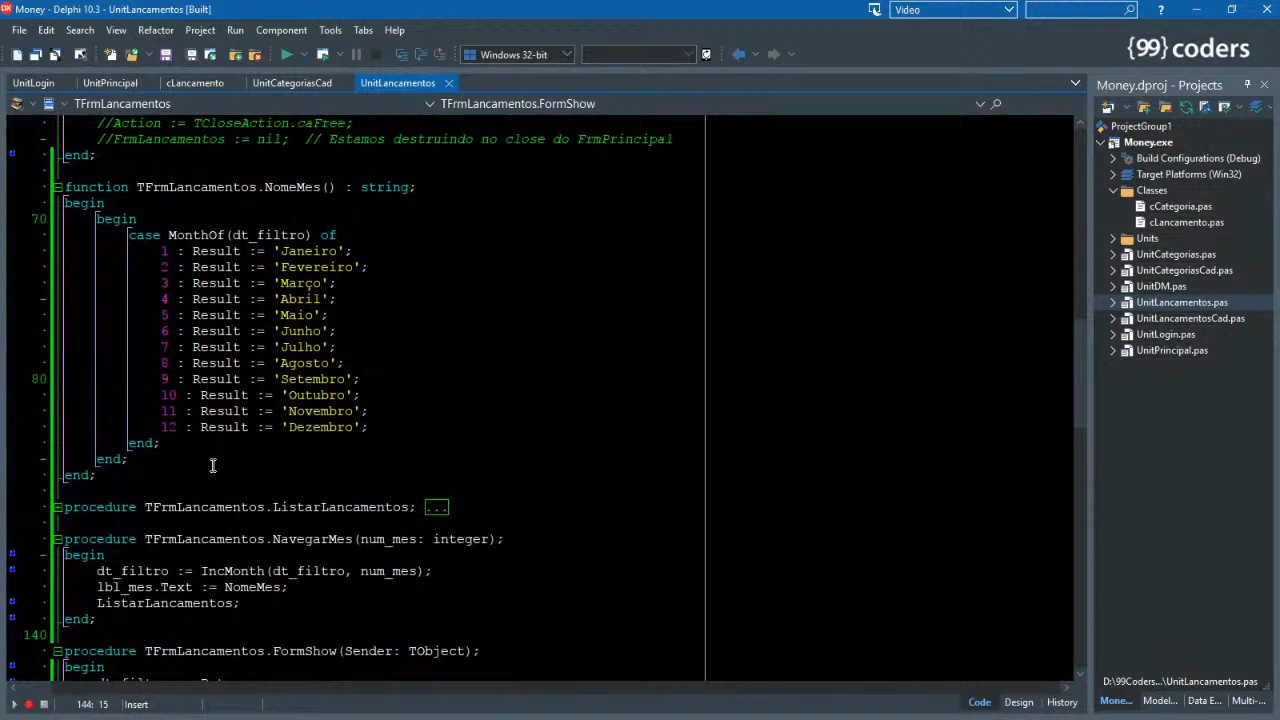 Money - Delphi 10.3 - UnitLancamentos [Built]
Video
File Edit Search View Refactor Project Run Component Tools Tabs Help
Windows 32-bit
{99} coders
UnitLogin UnitPrincipal cLancamento UnitCategoriasCad UnitLancamentos
TFrmLancamentos
TFrmLancamentos.FormShow
//Action := TCloseAction.caFree;
//FrmLancamentos := nil;  // Estamos destruindo no close do FrmPrincipal
end;
function TFrmLancamentos.NomeMes() : string;
begin
70 begin
case MonthOf(dt_filtro) of
1 : Result := 'Janeiro';
2 : Result := 'Fevereiro';
3 : Result := 'Março';
4 : Result := 'Abril';
5 : Result := 'Maio';
6 : Result := 'Junho';
7 : Result := 'Julho';
8 : Result := 'Agosto';
80 9 : Result := 'Setembro';
10 : Result := 'Outubro';
11 : Result := 'Novembro';
12 : Result := 'Dezembro';
end;
end;
end;
procedure TFrmLancamentos.ListarLancamentos; ...
procedure TFrmLancamentos.NavegarMes(num_mes: integer);
begin
dt_filtro := IncMonth(dt_filtro, num_mes);
lbl_mes.Text := NomeMes;
ListarLancamentos;
end;
140
procedure TFrmLancamentos.FormShow(Sender: TObject);
begin
144: 15 Insert
Code Design History
Money.dproj - Projects
ProjectGroup1
Money.exe
Build Configurations (Debug)
Target Platforms (Win32)
Classes
cCategoria.pas
cLancamento.pas
Units
UnitCategorias.pas
UnitCategoriasCad.pas
UnitDM.pas
UnitLancamentos.pas
UnitLancamentosCad.pas
UnitLogin.pas
UnitPrincipal.pas
D:\99Coders...\UnitLancamentos.pas
Mone... Model... Data E... Multi-...